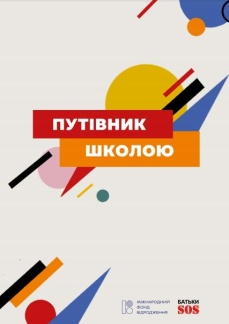 ПУТІВНИК
ШКОЛОЮ
МІЖНАРОДНИЙ
ФОНД
ВІДРОДЖЕННЯ
БАТЬКИ
SOS